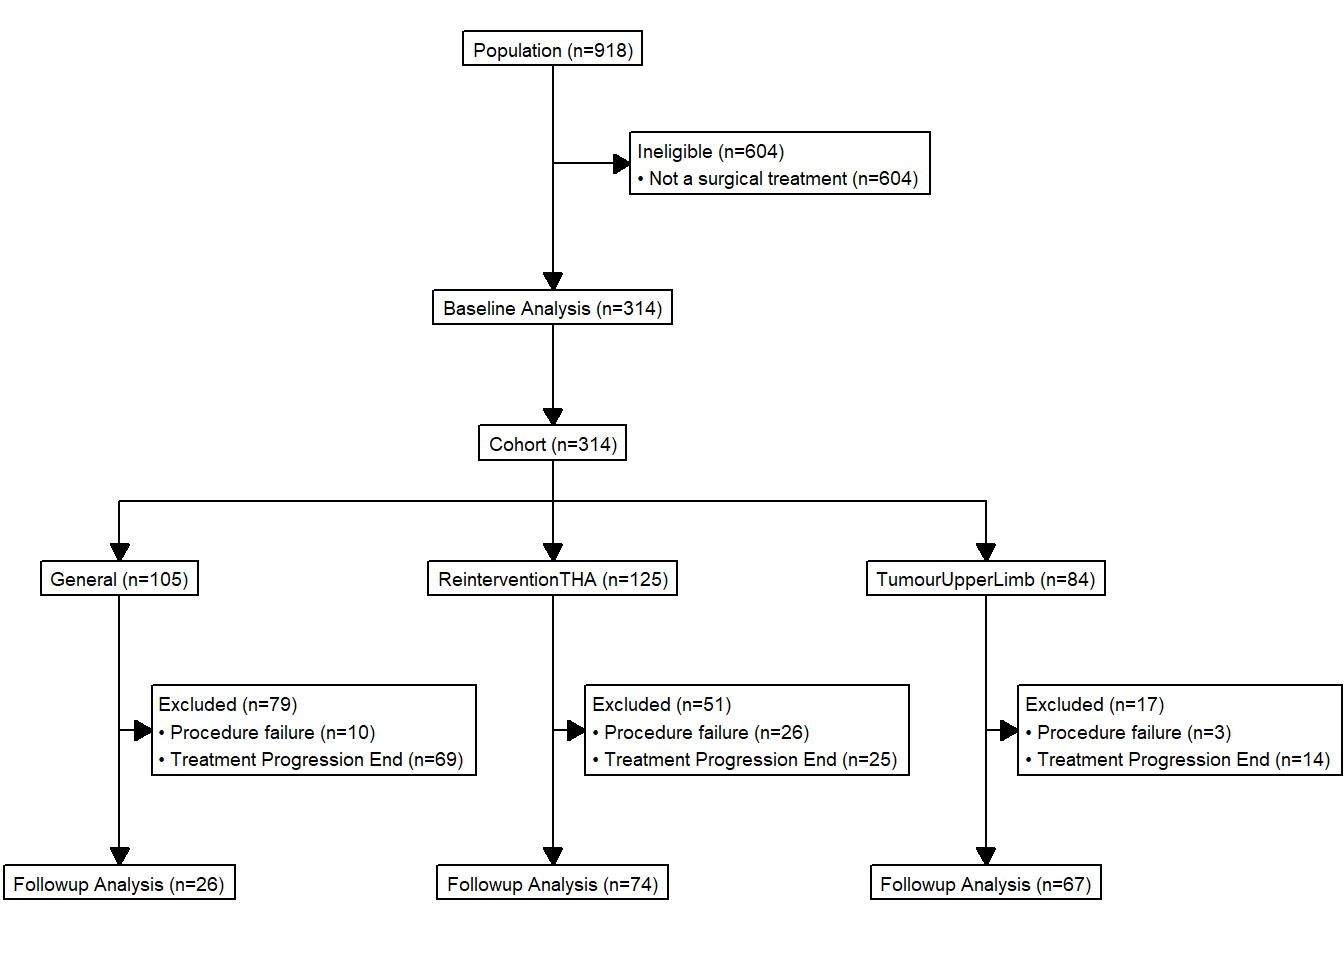 Population (n=918)
Ineligible (n=604)
• Not a surgical treatment (n=604)
Baseline Analysis (n=314)
Cohort (n=314)
General (n=105)
ReinterventionTHA (n=125)
TumourUpperLimb (n=84)
Excluded (n=79)
• Procedure failure (n=10)
• Treatment Progression End (n=69)
Excluded (n=51)
• Procedure failure (n=26)
• Treatment Progression End (n=25)
Excluded (n=17)
• Procedure failure (n=3)
• Treatment Progression End (n=14)
Followup Analysis (n=26)
Followup Analysis (n=74)
Followup Analysis (n=67)